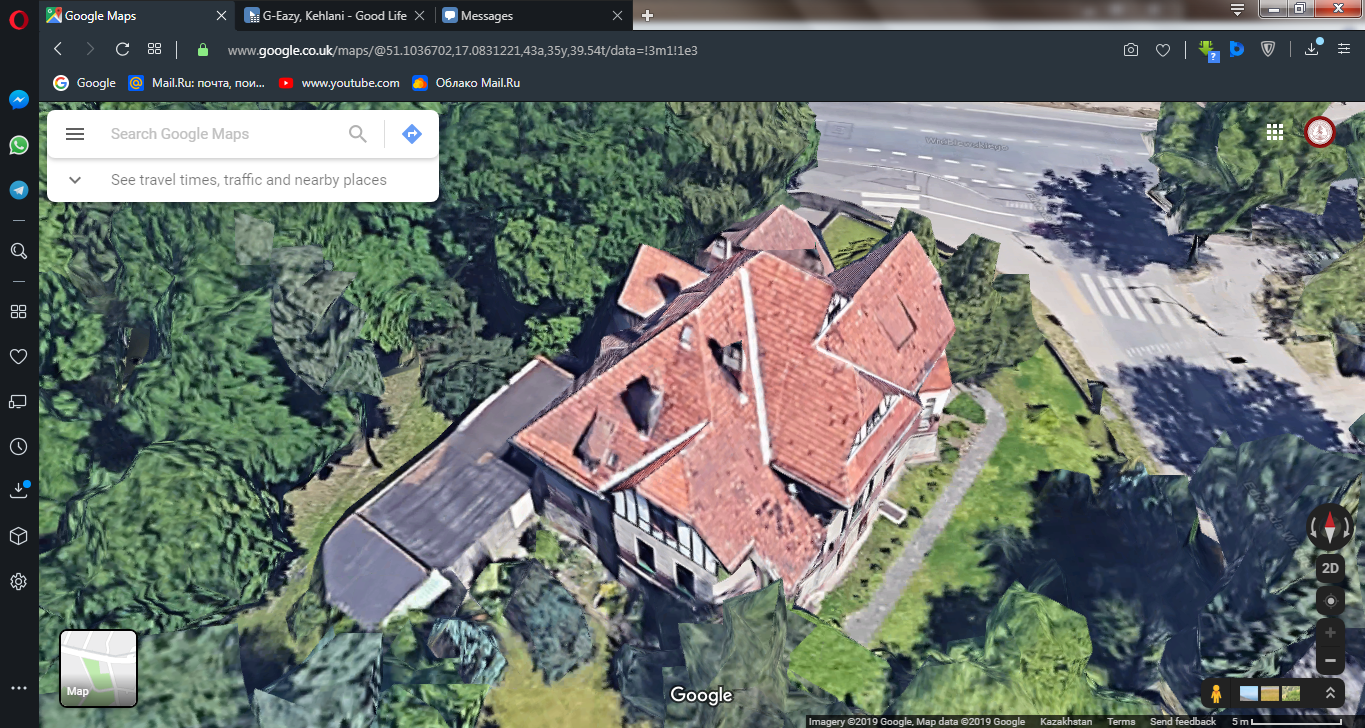 Google Maps
G-Eazy, Kehlani - Good Life
Messages
www.google.co.uk/maps/@51.1036702,17.0831221,43a,35y,39.54t/data=!3m1!1e3
Google
Mail.Ru: почта, пои...
www.youtube.com
Облако Mail.Ru
Search Google Maps
See travel times, traffic and nearby places
2D
Map
Google
Imagery ©2019 Google, Map data ©2019 Google
Kazakhstan
Terms
Send feedback
5 m